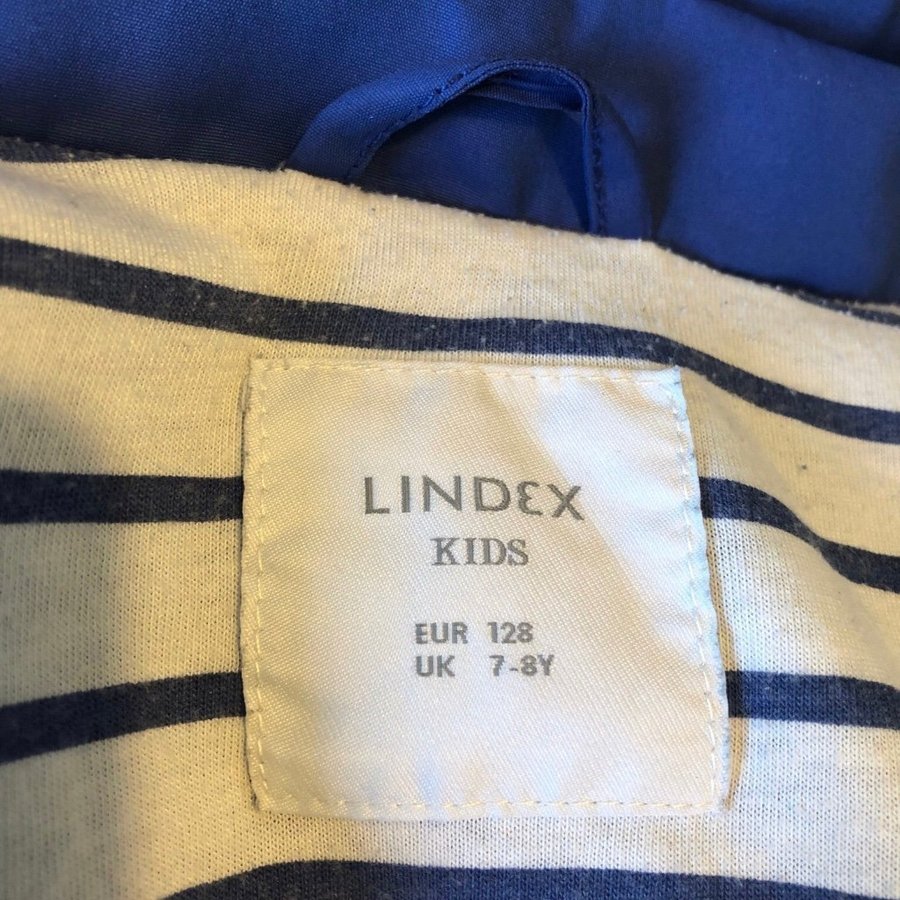 LINDEX
KIDS
EUR 128
UK 7-8Y